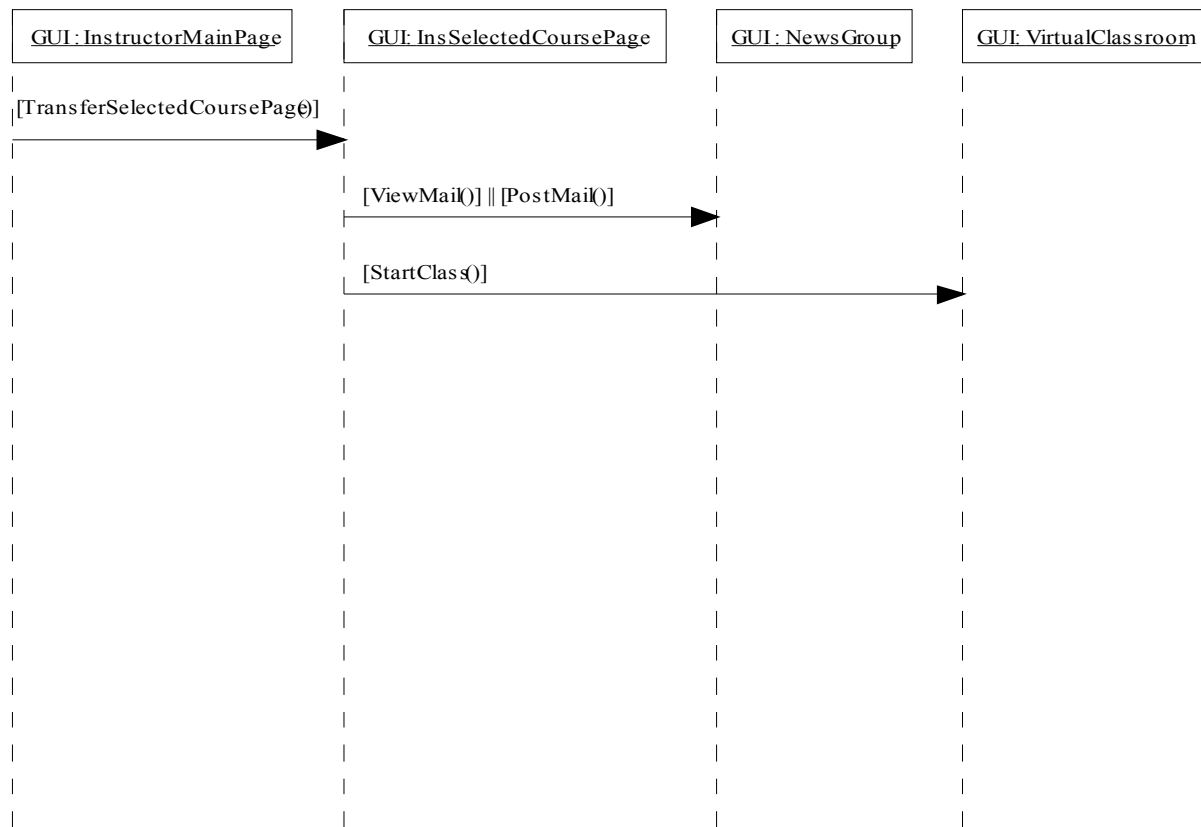 GUI : InstructorMainPage
GUI: InsSelectedCoursePage
GUI : NewsGroup
GUI: VirtualClassroom
[TransferSelectedCoursePage()]
[ViewMail()] || [PostMail()]
[StartClass()]